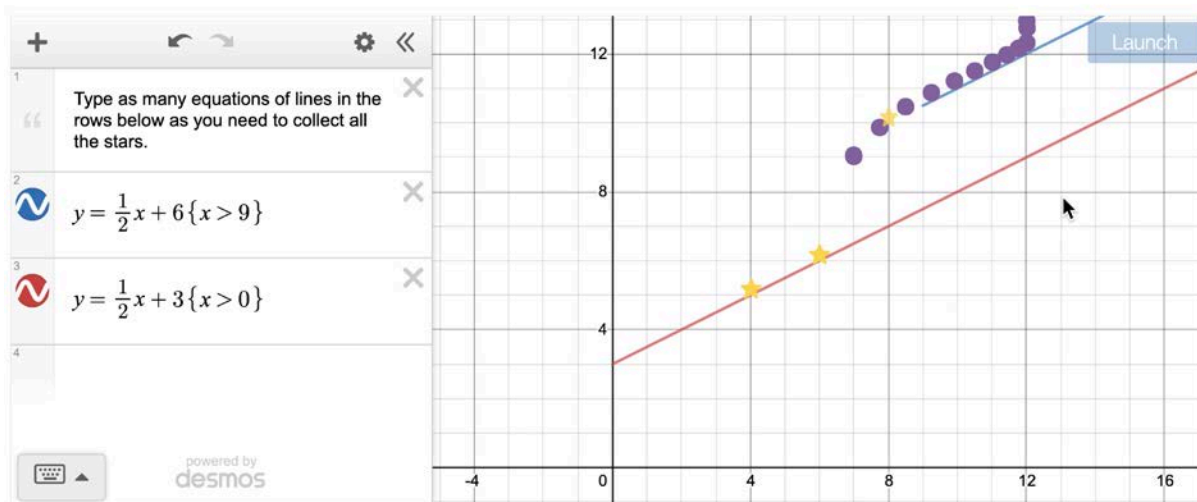 1
Type as many equations of lines in the
rows below as you need to collect all
the stars.
2
y = 1/2 x + 6 {x > 9}
3
y = 1/2 x + 3 {x > 0}
4
powered by
desmos
12
8
4
-4 0 4 8 12 16
Launch